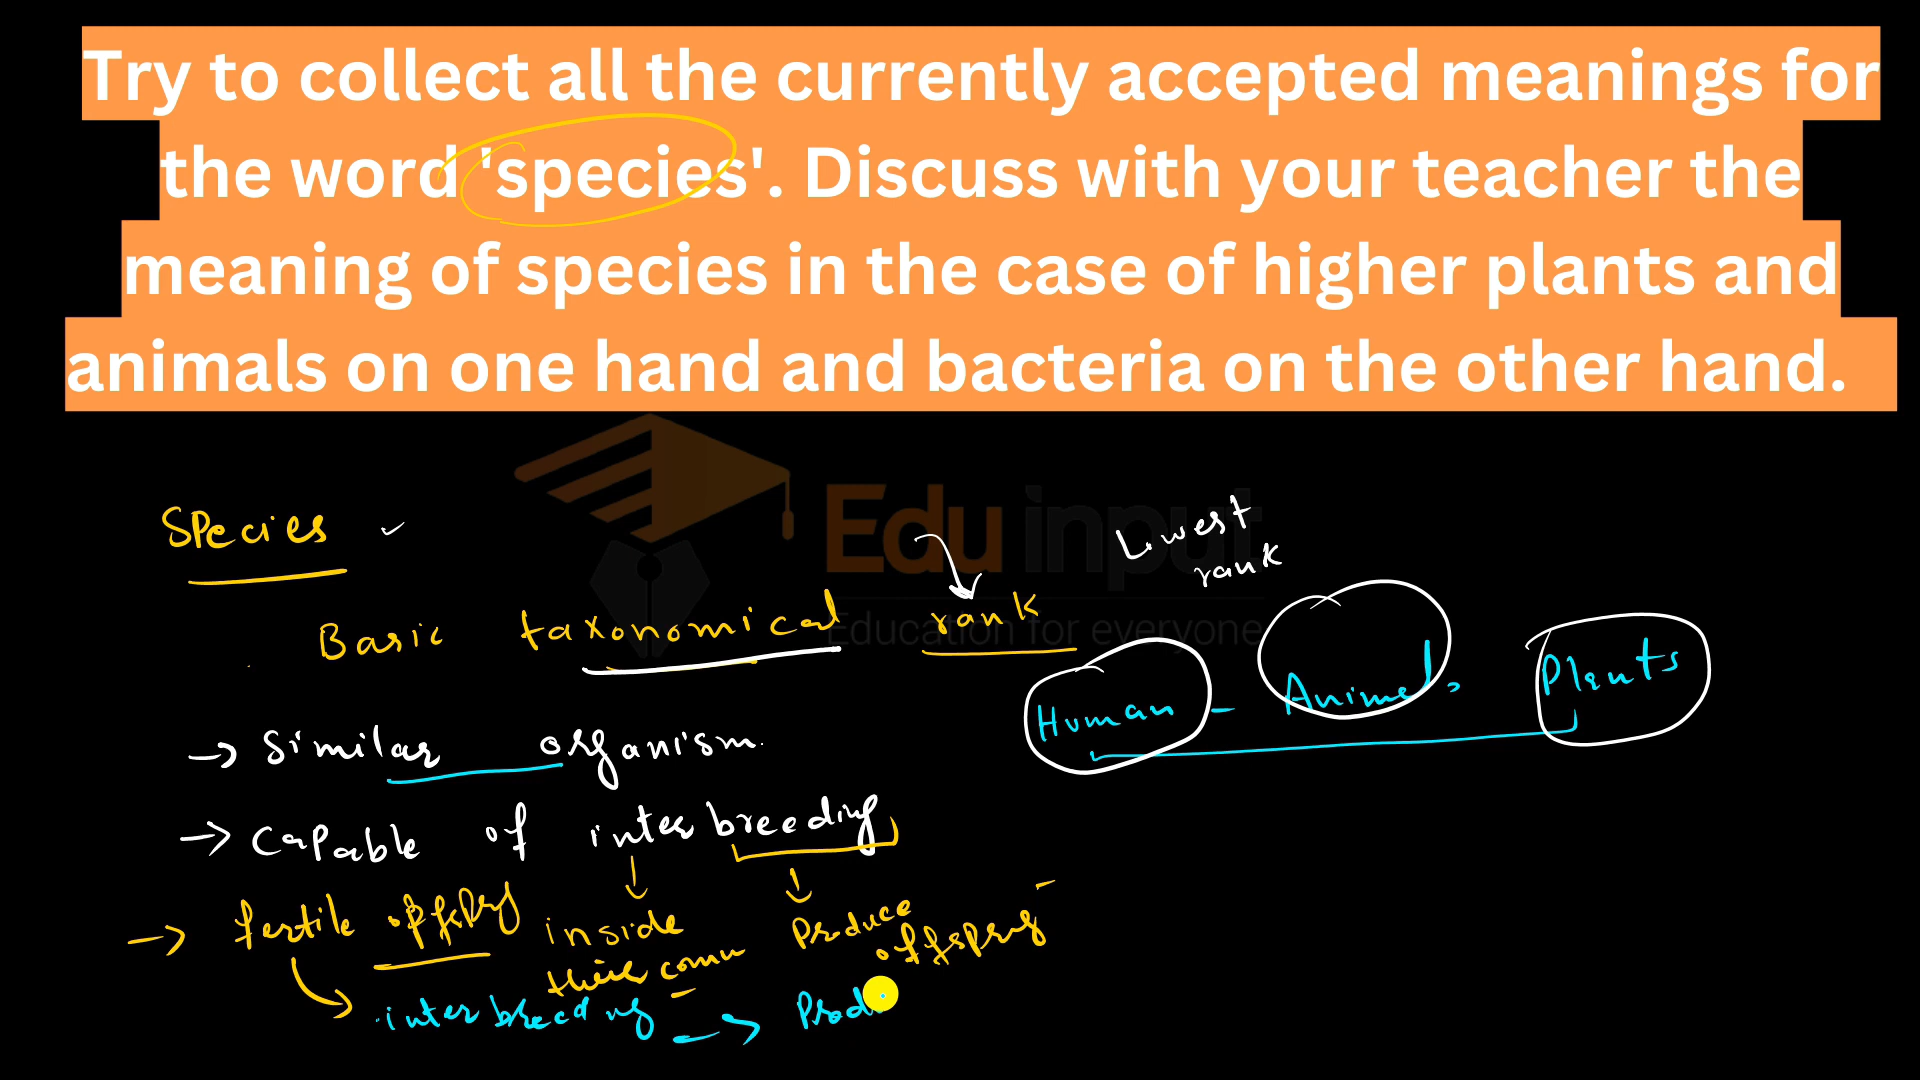 Try to collect all the currently accepted meanings for
the word 'species'. Discuss with your teacher the
meaning of species in the case of higher plants and
animals on one hand and bacteria on the other hand.
Edu input
Education for everyone
Species
Lowest
rank
Basic taxonomical rank
Human - Animal, Plants
→ Similar organism.
→ Capable of interbreeding
→ fertile
inside
Produce
interbreeding → Prod